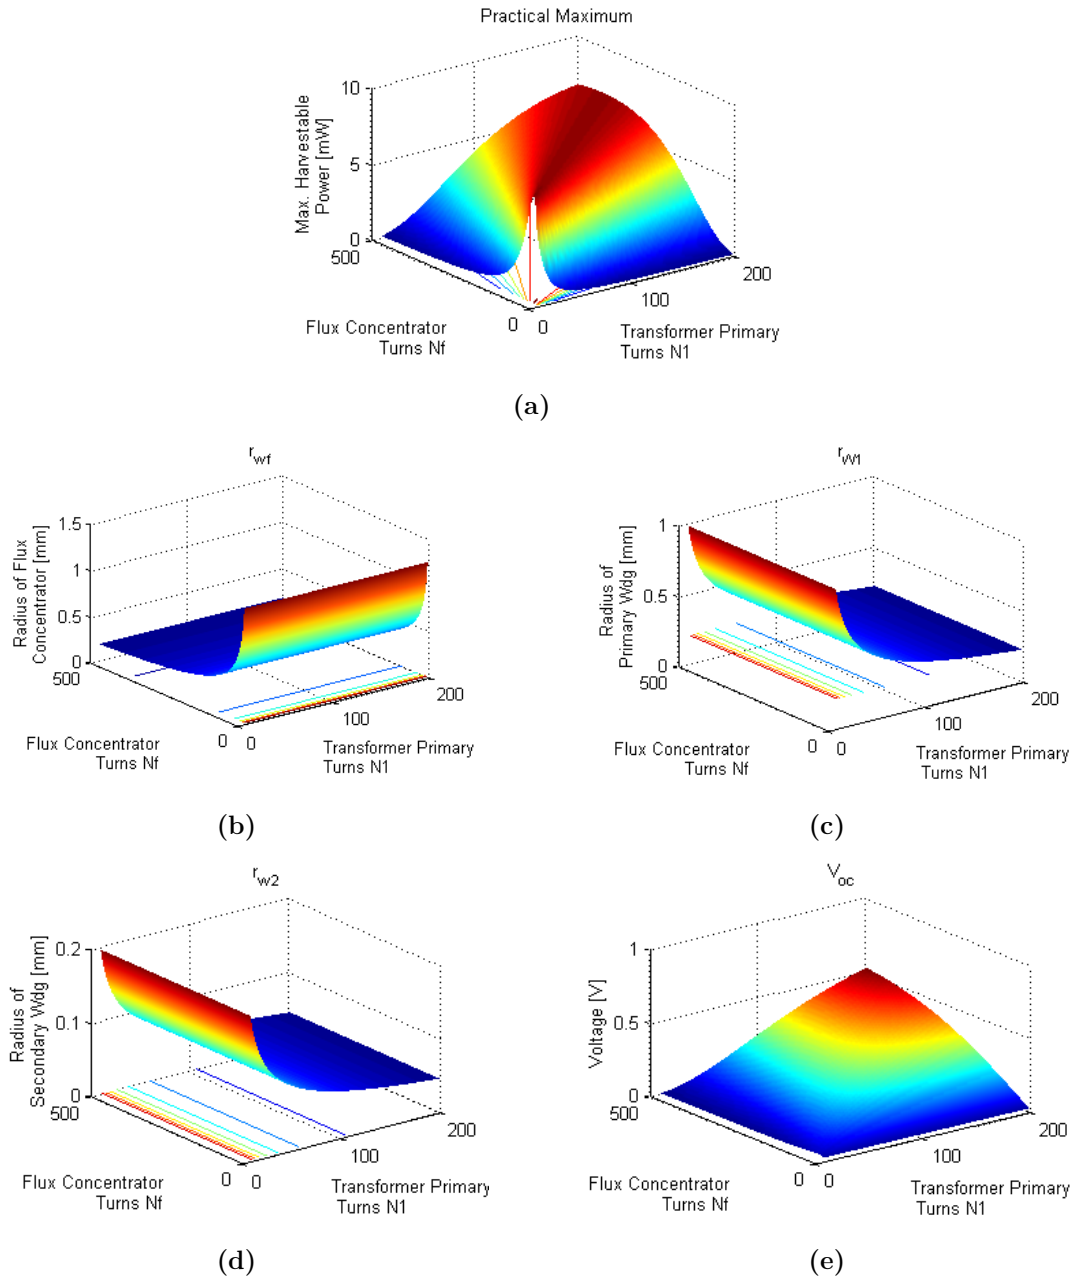 Practical Maximum
Max. Harvestable
Power [mW]
10
5
0
500
0
0
100
200
Flux Concentrator
Turns Nf
Transformer Primary
Turns N1
(a)
r_wf
Radius of Flux
Concentrator [mm]
1.5
1
0.5
0
500
0
0
100
200
Flux Concentrator
Turns Nf
Transformer Primary
Turns N1
(b)
r_W1
Radius of
Primary Wdg [mm]
1
0.5
0
500
0
0
100
200
Flux Concentrator
Turns Nf
Transformer Primary
Turns N1
(c)
r_w2
Radius of
Secondary Wdg [mm]
0.2
0.1
0
500
0
0
100
200
Flux Concentrator
Turns Nf
Transformer Primary
Turns N1
(d)
V_oc
Voltage [V]
1
0.5
0
500
0
0
100
200
Flux Concentrator
Turns Nf
Transformer Primary
Turns N1
(e)